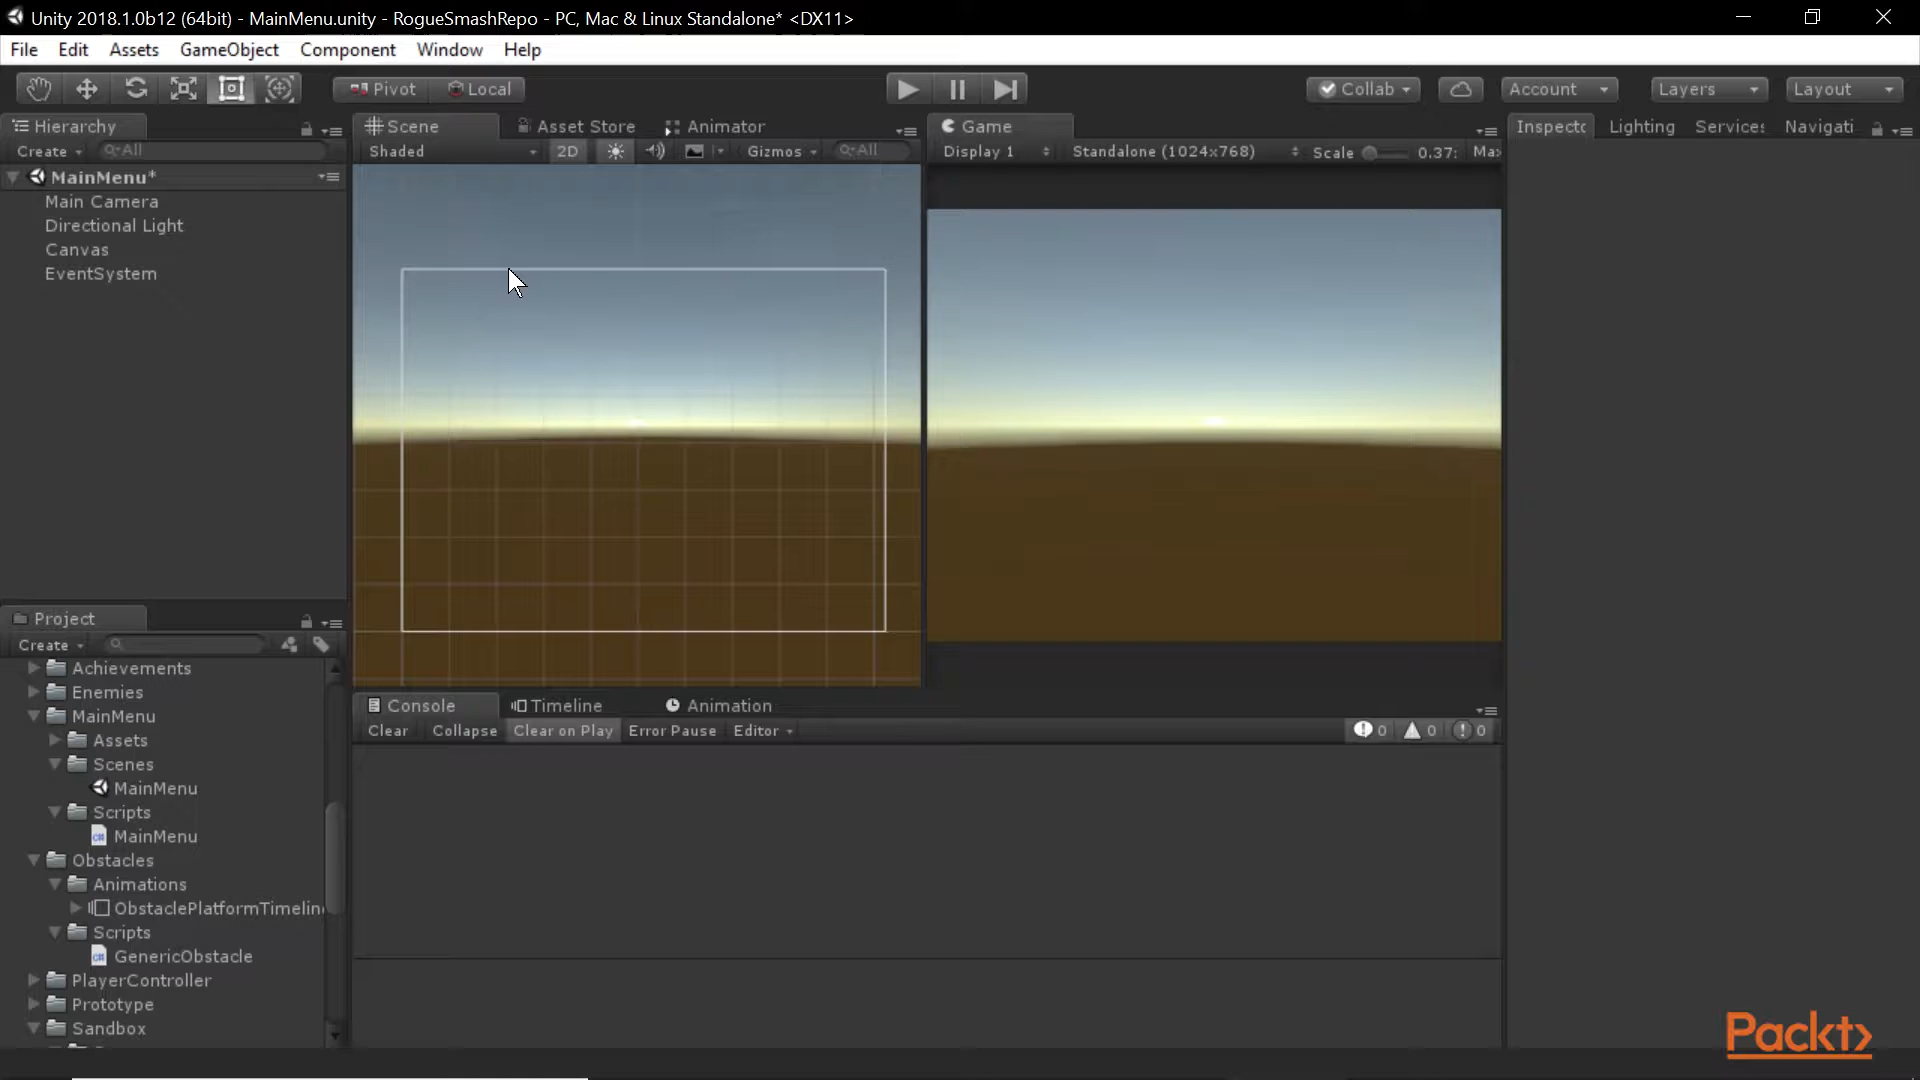 Unity 2018.1.0b12 (64bit) - MainMenu.unity - RogueSmashRepo - PC, Mac & Linux Standalone* <DX11>
File Edit Assets GameObject Component Window Help
Pivot Local Collab Account Layers Layout
Hierarchy Scene Asset Store Animator Game Inspectc Lighting Services Navigati
Create All Shaded 2D Gizmos All Display 1 Standalone (1024x768) Scale 0.37: Max
MainMenu*
Main Camera
Directional Light
Canvas
EventSystem
Project
Create
Achievements
Enemies
MainMenu
Assets
Scenes
MainMenu
Scripts
MainMenu
Obstacles
Animations
ObstaclePlatformTimeline
Scripts
GenericObstacle
PlayerController
Prototype
Sandbox
Console Timeline Animation
Clear Collapse Clear on Play Error Pause Editor 0 0 0
Packt>